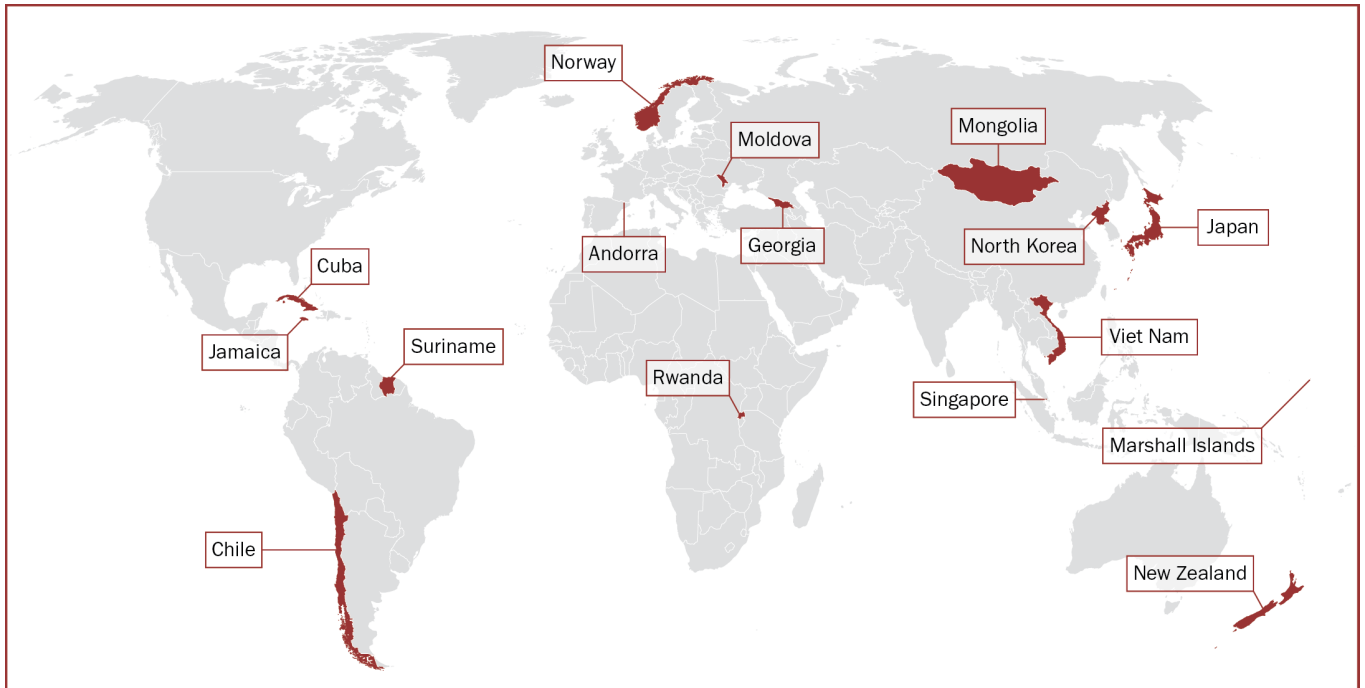 Norway
Mongolia
Moldova
Japan
North Korea
Georgia
Andorra
Cuba
Viet Nam
Suriname
Jamaica
Rwanda
Singapore
Marshall Islands
Chile
New Zealand